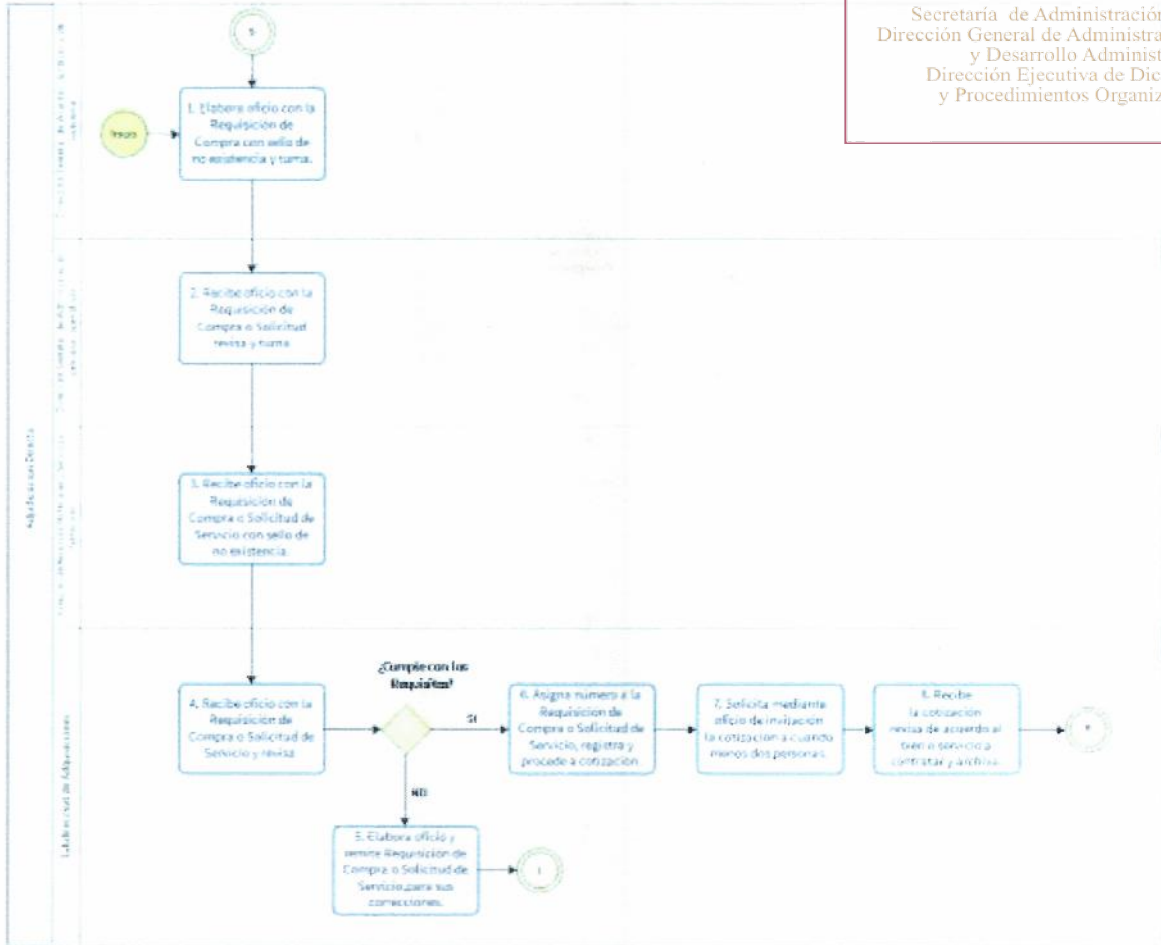 Secretaría de Administración
Dirección General de Administra
y Desarrollo Administ
Dirección Ejecutiva de Dic
y Procedimientos Organiz
Inicio
1. Elabora oficio con la
Requisición de
Compra con sello de
no existencia y turna.
2. Recibe oficio con la
Requisición de
Compra o Solicitud
revisa y turna
3. Recibe oficio con la
Requisición de
Compra o Solicitud de
Servicio con sello de
no existencia
¿Cumple con los
Requisitos?
4. Recibe oficio con la
Requisición de
Compra o Solicitud de
Servicio y revisa
SI
6. Asigna número a la
Requisición de
Compra o Solicitud de
Servicio, registra y
procede a cotización.
7. Solicita mediante
oficio de invitación
la cotización a cuando
menos dos personas.
8. Recibe
la cotización
revisa de acuerdo al
bien o servicio a
contratar y archiva.
NO
5. Elabora oficio y
remite Requisición de
Compra o Solicitud de
Servicio, para sus
correcciones.
Adjudicación Directa